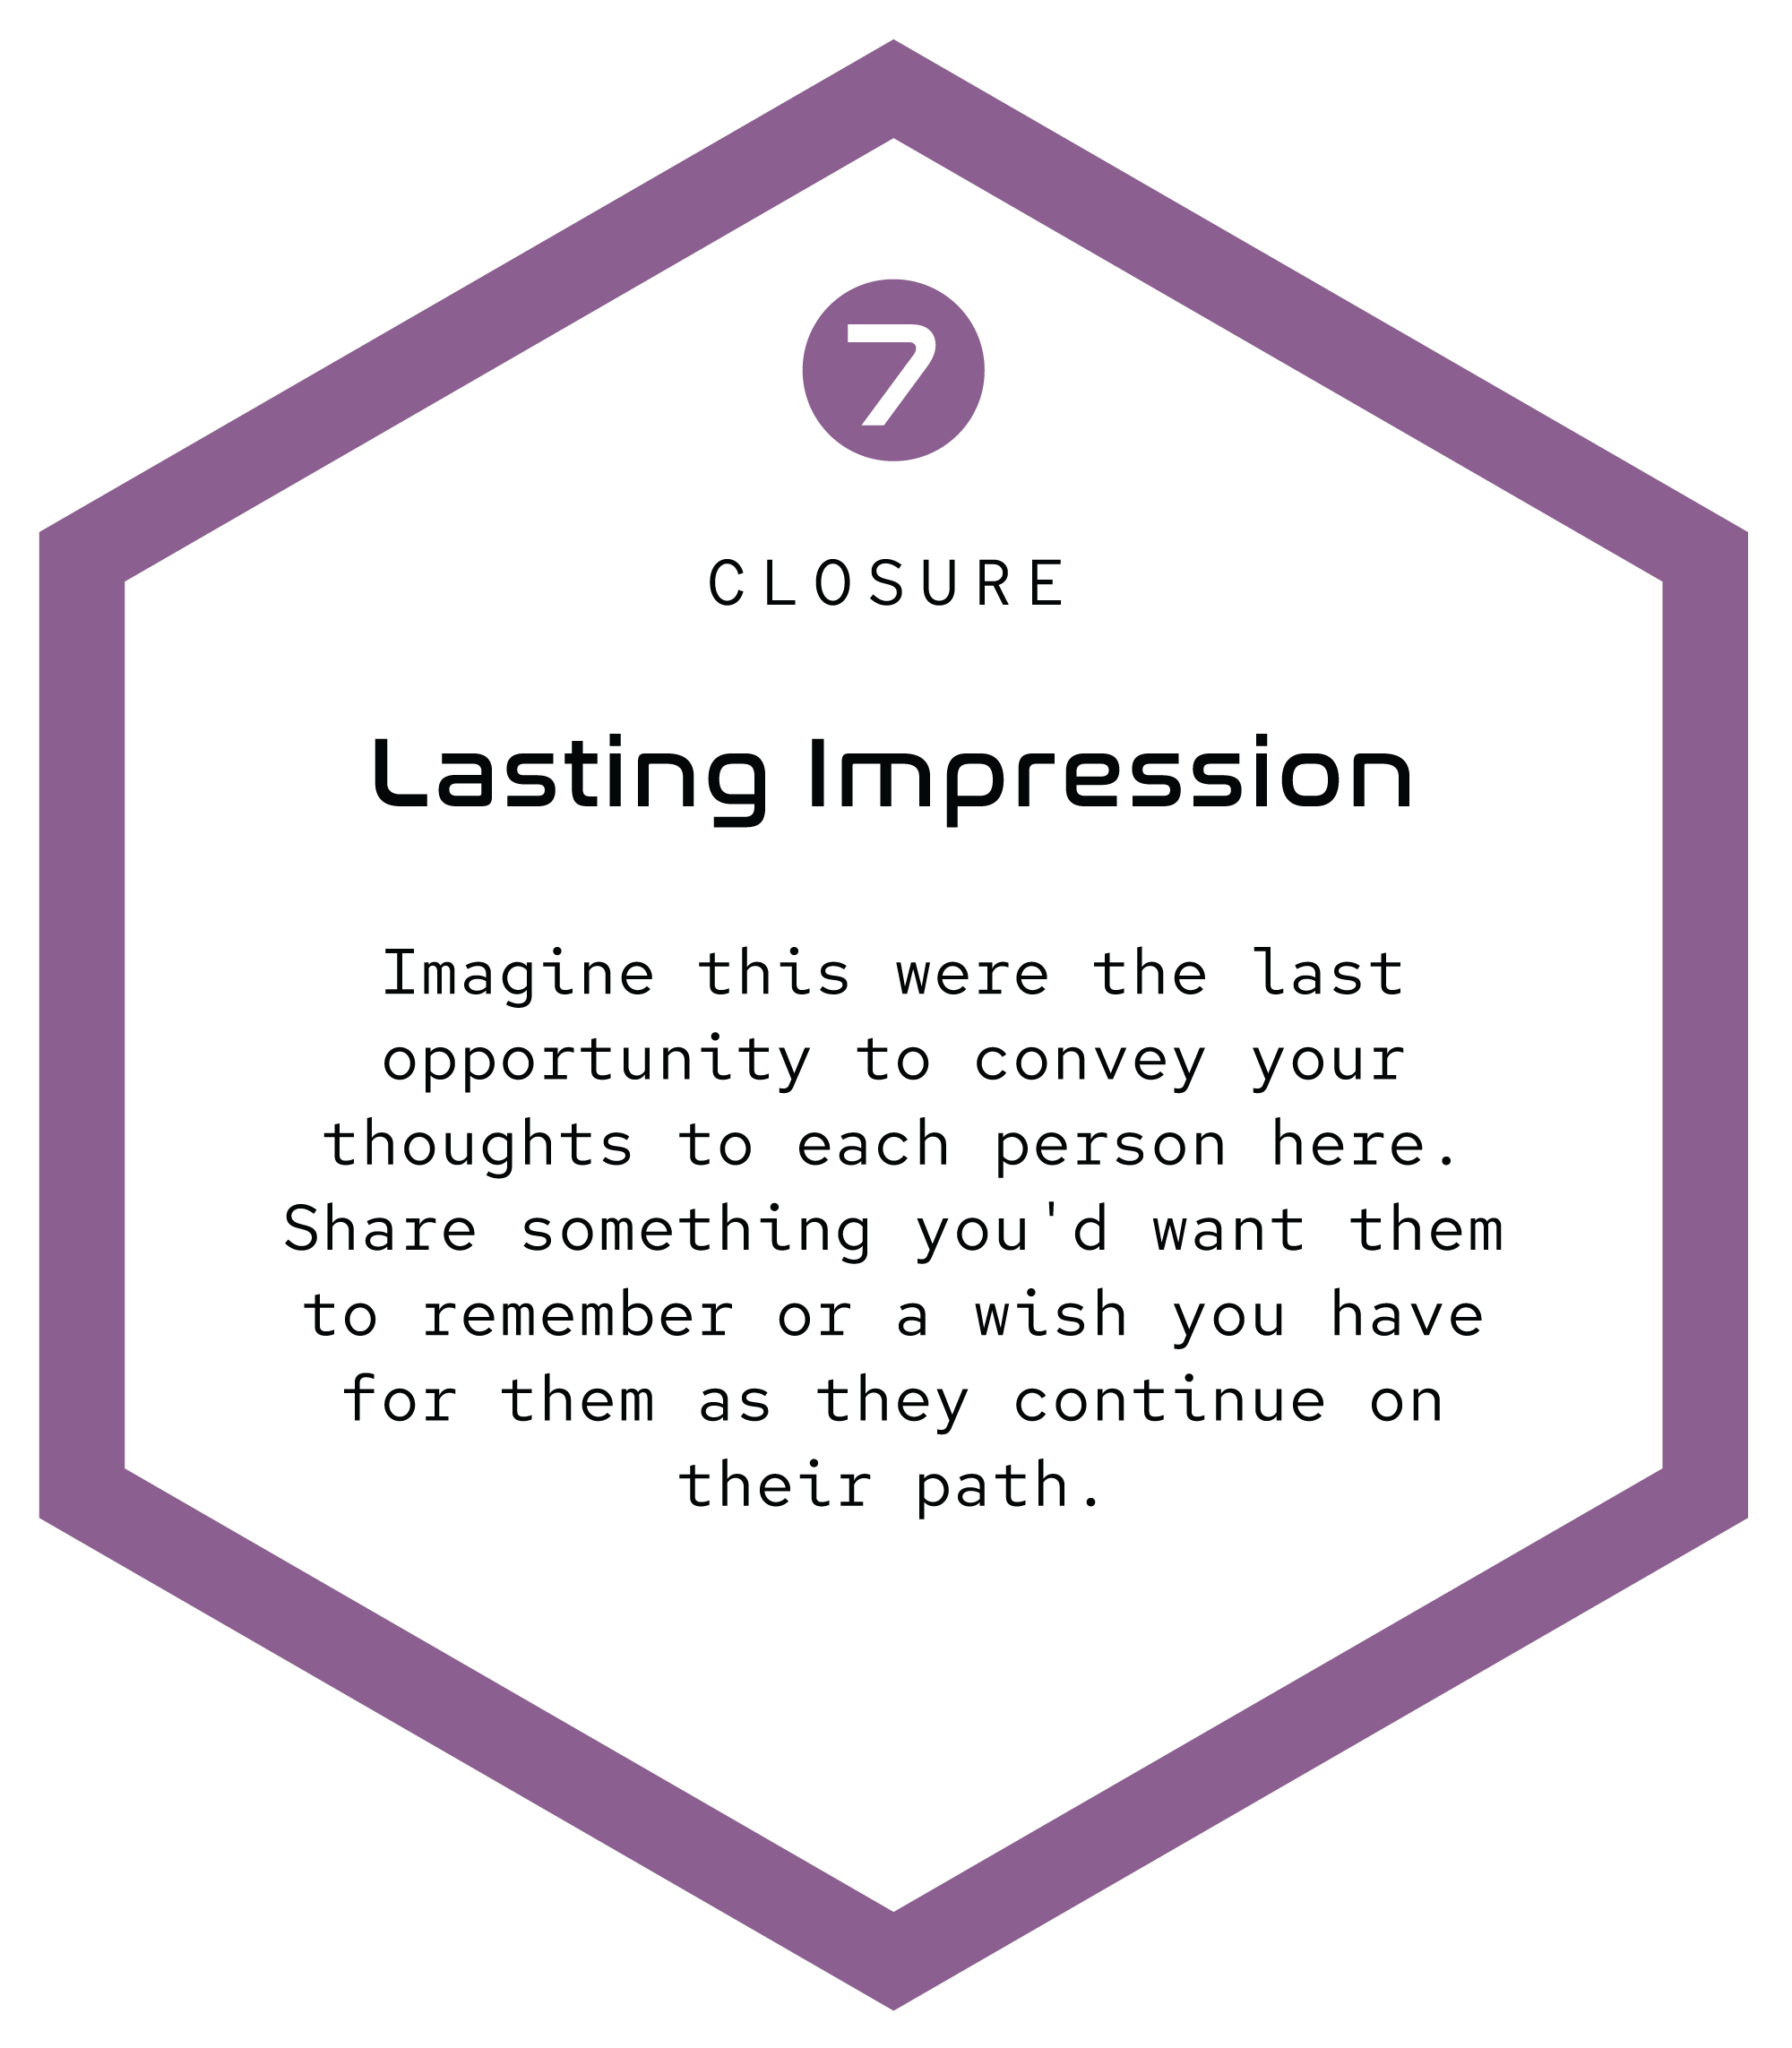 7
CLOSURE
Lasting Impression
Imagine this were the last
opportunity to convey your
thoughts to each person here.
Share something you'd want them
to remember or a wish you have
for them as they continue on
their path.